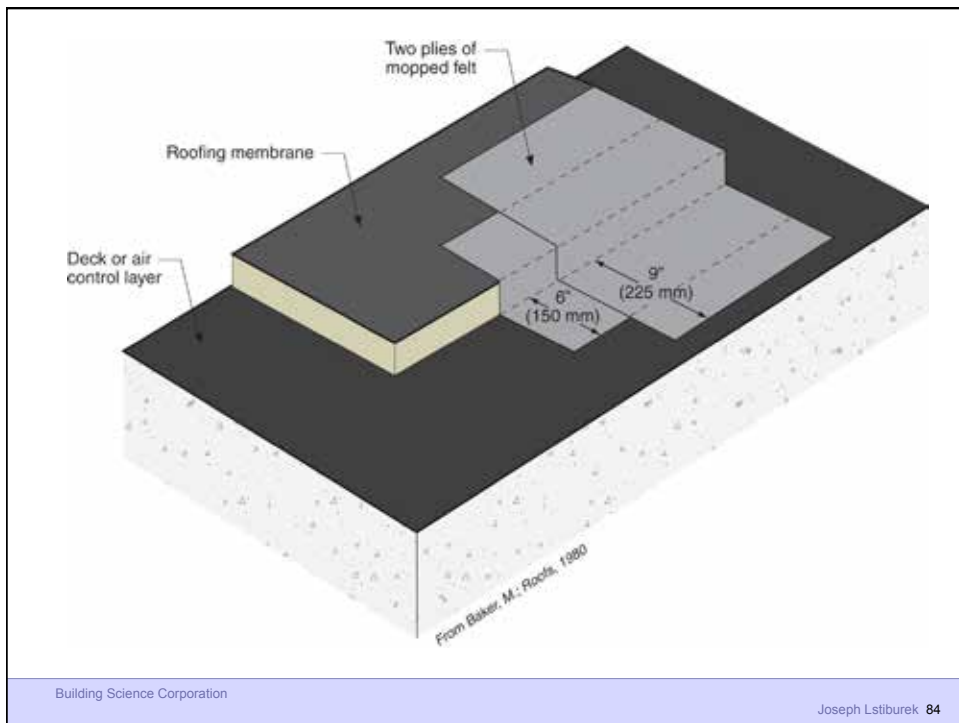 Two plies of
mopped felt
Roofing membrane
Deck or air
control layer
9"
(225 mm)
6"
(150 mm)
From Baker, M.; Roofs, 1980
Building Science Corporation
Joseph Lstiburek 84